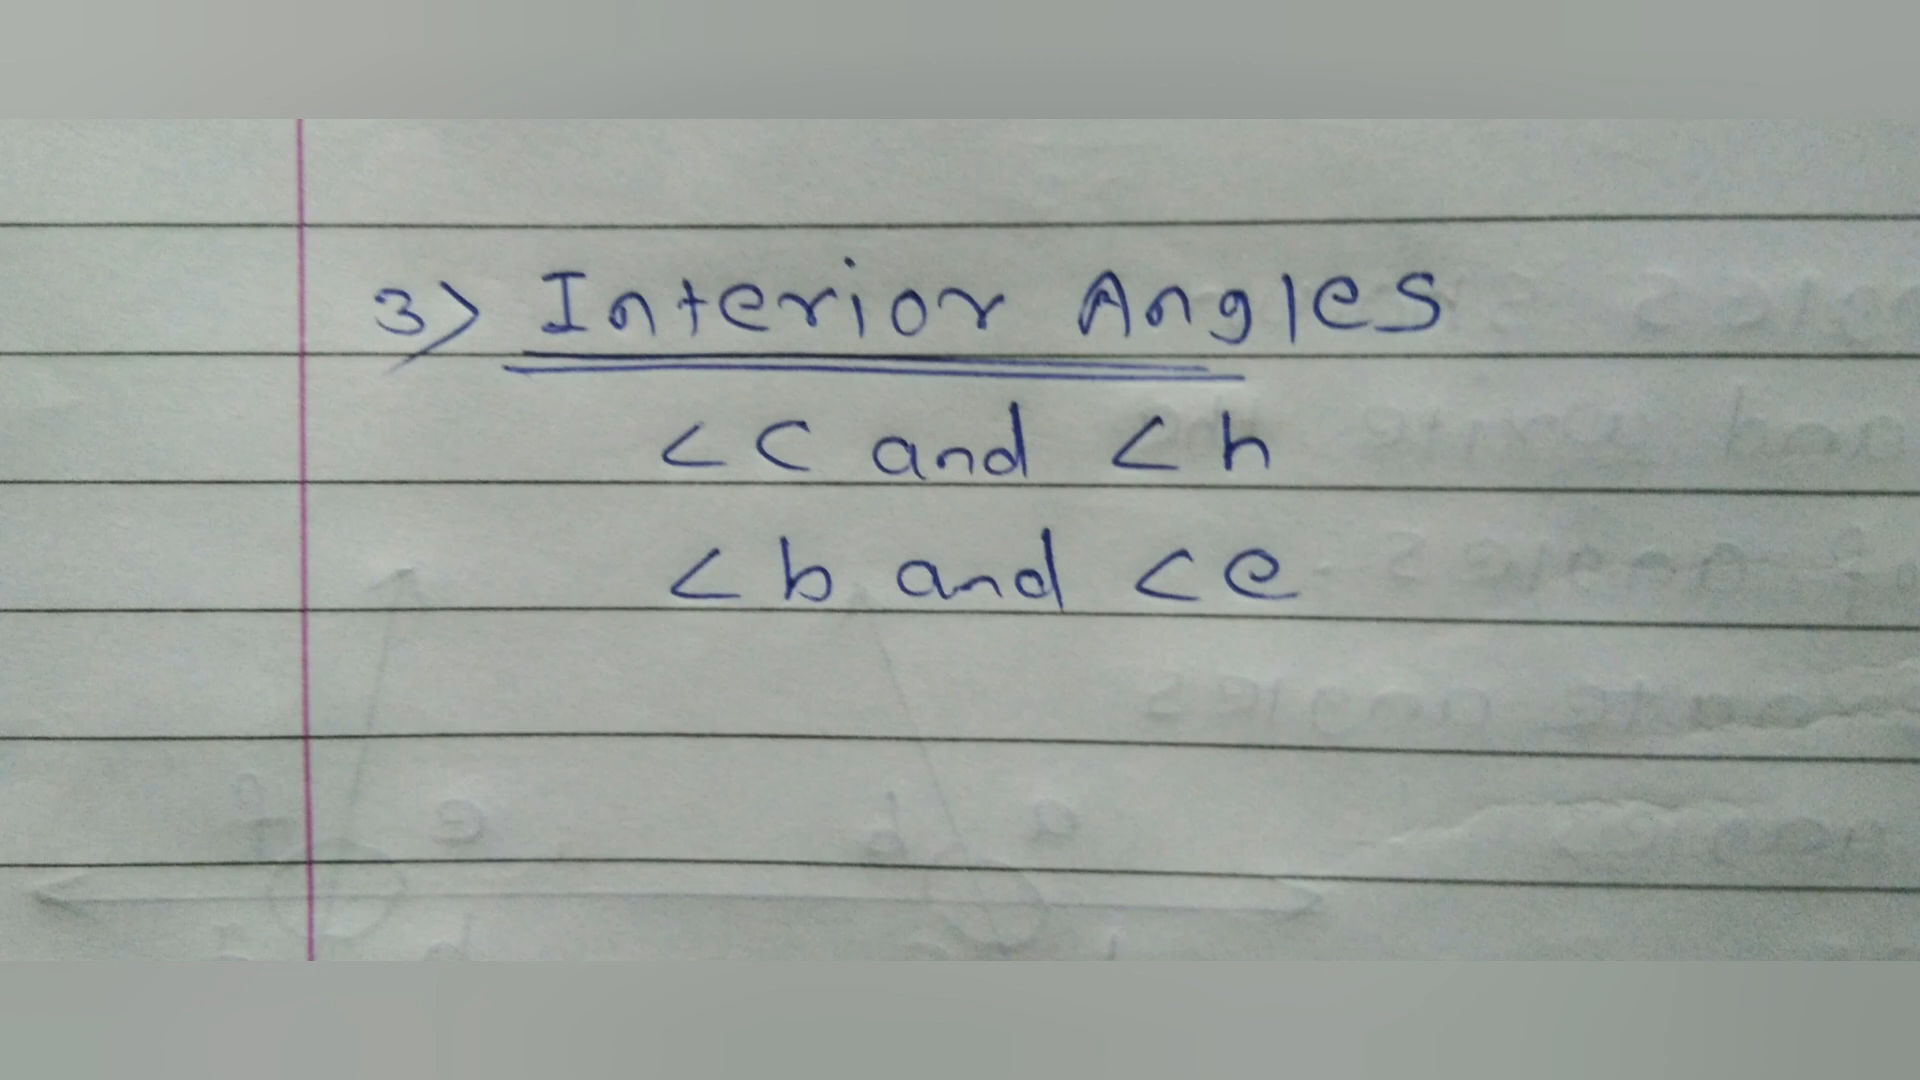 3) Interior Angles
<c and <h
<b and <e